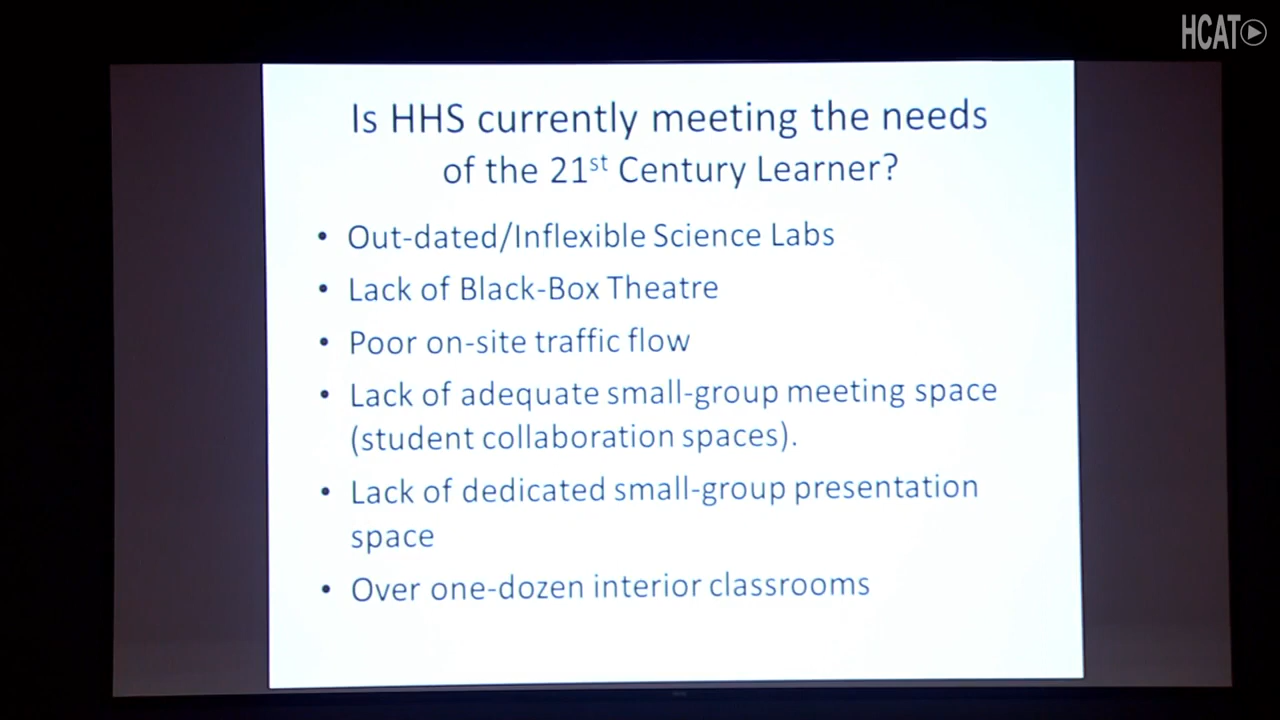 HCAT
Is HHS currently meeting the needs
of the 21st Century Learner?
• Out-dated/Inflexible Science Labs
• Lack of Black-Box Theatre
• Poor on-site traffic flow
• Lack of adequate small-group meeting space
(student collaboration spaces).
• Lack of dedicated small-group presentation
space
• Over one-dozen interior classrooms